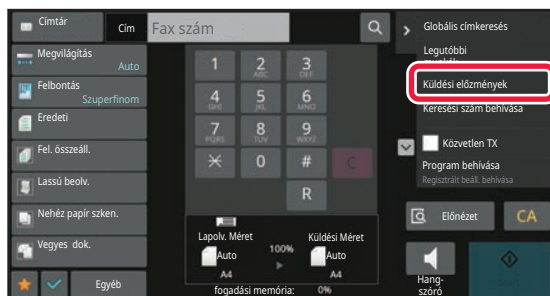 Címtár
Cím
Fax szám
Globális címkeresés
Legutóbbi
Küldési előzmények
Keresési szám behívása
Közvetlen TX
Program behívása
Regisztrált beáll. behívása
Megvilágítás
Auto
Felbontás
Szuperfinom
Eredeti
Fel. összeáll.
Lassú beolv.
Nehéz papír szken.
Vegyes dok.
Egyéb
1
2
ABC
3
DEF
4
GHI
5
JKL
6
MNO
7
PQRS
8
TUV
9
WXYZ
0
#
C
R
Lapolv. Méret
Auto
A4
100%
Küldési Méret
Auto
A4
fogadási memória: 0%
Előnézet
CA
Hang-
szóró
Start